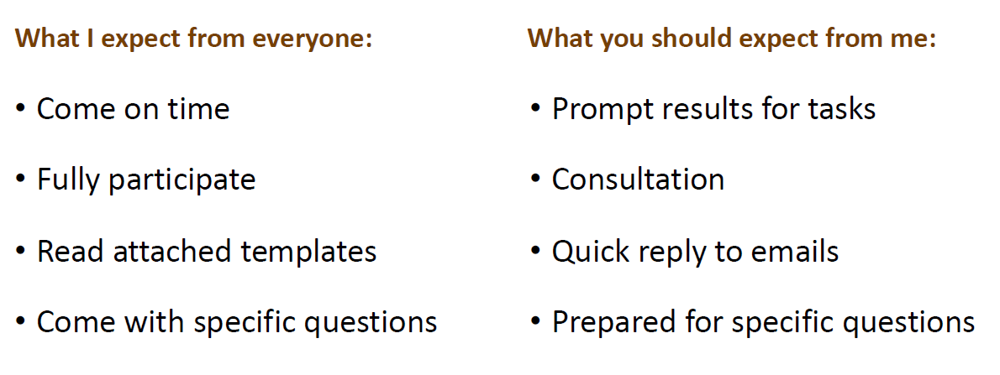 What I expect from everyone:
• Come on time
• Fully participate
• Read attached templates
• Come with specific questions
What you should expect from me:
• Prompt results for tasks
• Consultation
• Quick reply to emails
• Prepared for specific questions